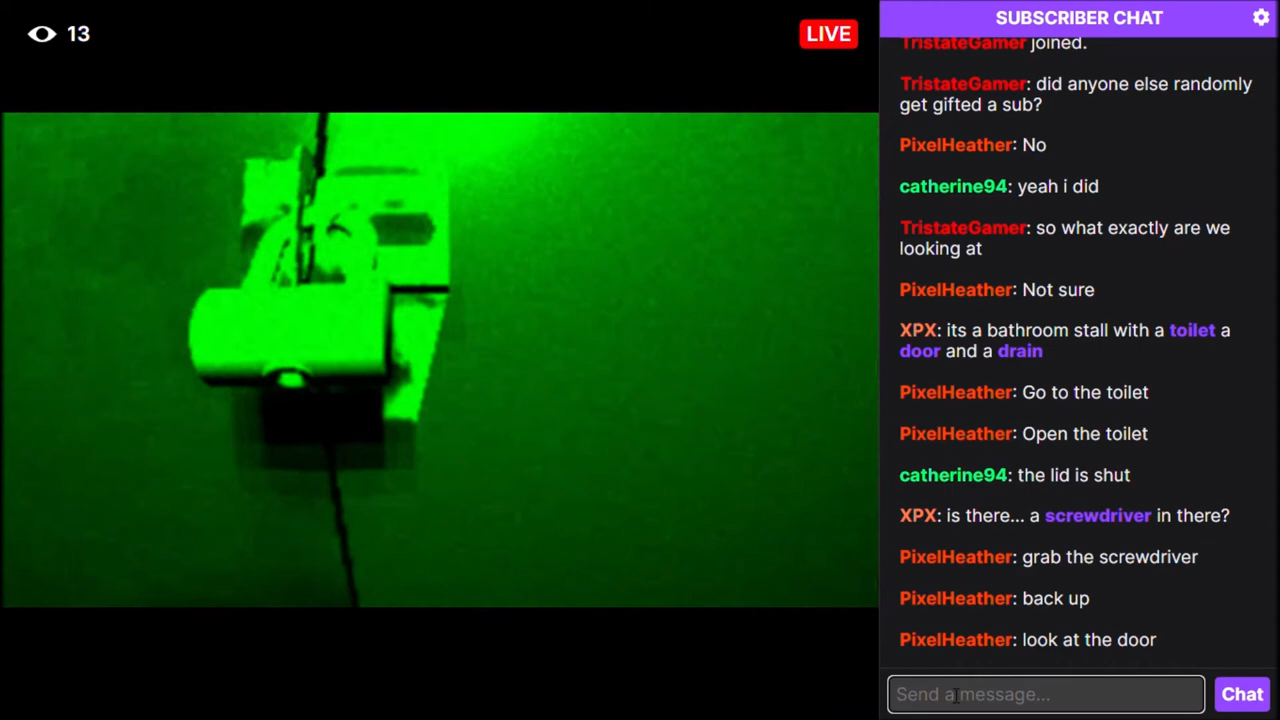 13
LIVE
SUBSCRIBER CHAT
TristateGamer joined.
TristateGamer: did anyone else randomly
get gifted a sub?
PixelHeather: No
catherine94: yeah i did
TristateGamer: so what exactly are we
looking at
PixelHeather: Not sure
XPX: its a bathroom stall with a toilet a
door and a drain
PixelHeather: Go to the toilet
PixelHeather: Open the toilet
catherine94: the lid is shut
XPX: is there... a screwdriver in there?
PixelHeather: grab the screwdriver
PixelHeather: back up
PixelHeather: look at the door
Send a message...
Chat